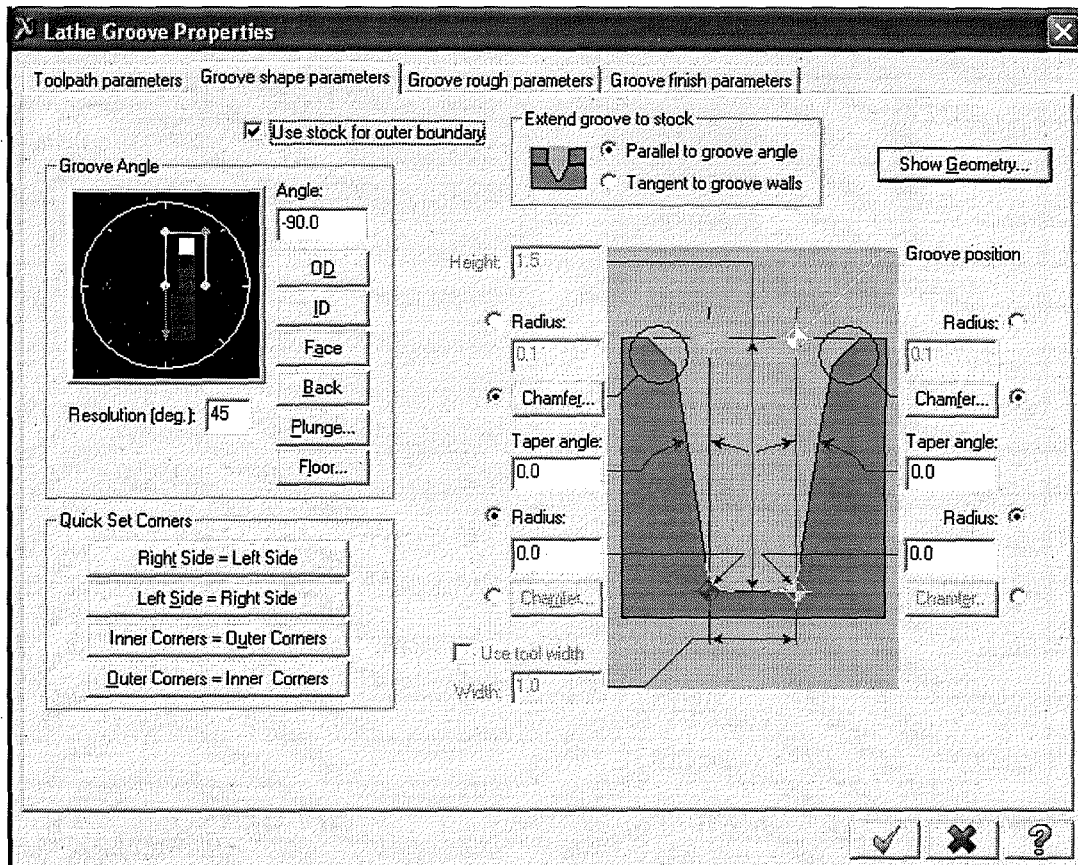 Lathe Groove Properties
Toolpath parameters
Groove shape parameters
Groove rough parameters
Groove finish parameters
Use stock for outer boundary
Extend groove to stock
Parallel to groove angle
Tangent to groove walls
Show Geometry...
Groove Angle
Angle:
-90.0
OD
ID
Face
Back
Plunge...
Floor...
Resolution (deg.): 45
Quick Set Corners
Right Side = Left Side
Left Side = Right Side
Inner Corners = Outer Corners
Outer Corners = Inner Corners
Height: 1.5
Radius:
0.1
Chamfer...
Taper angle:
0.0
Radius:
0.0
Chamfer...
Use tool width
Width: 1.0
Groove position
Radius:
0.1
Chamfer...
Taper angle:
0.0
Radius:
0.0
Chamfer...